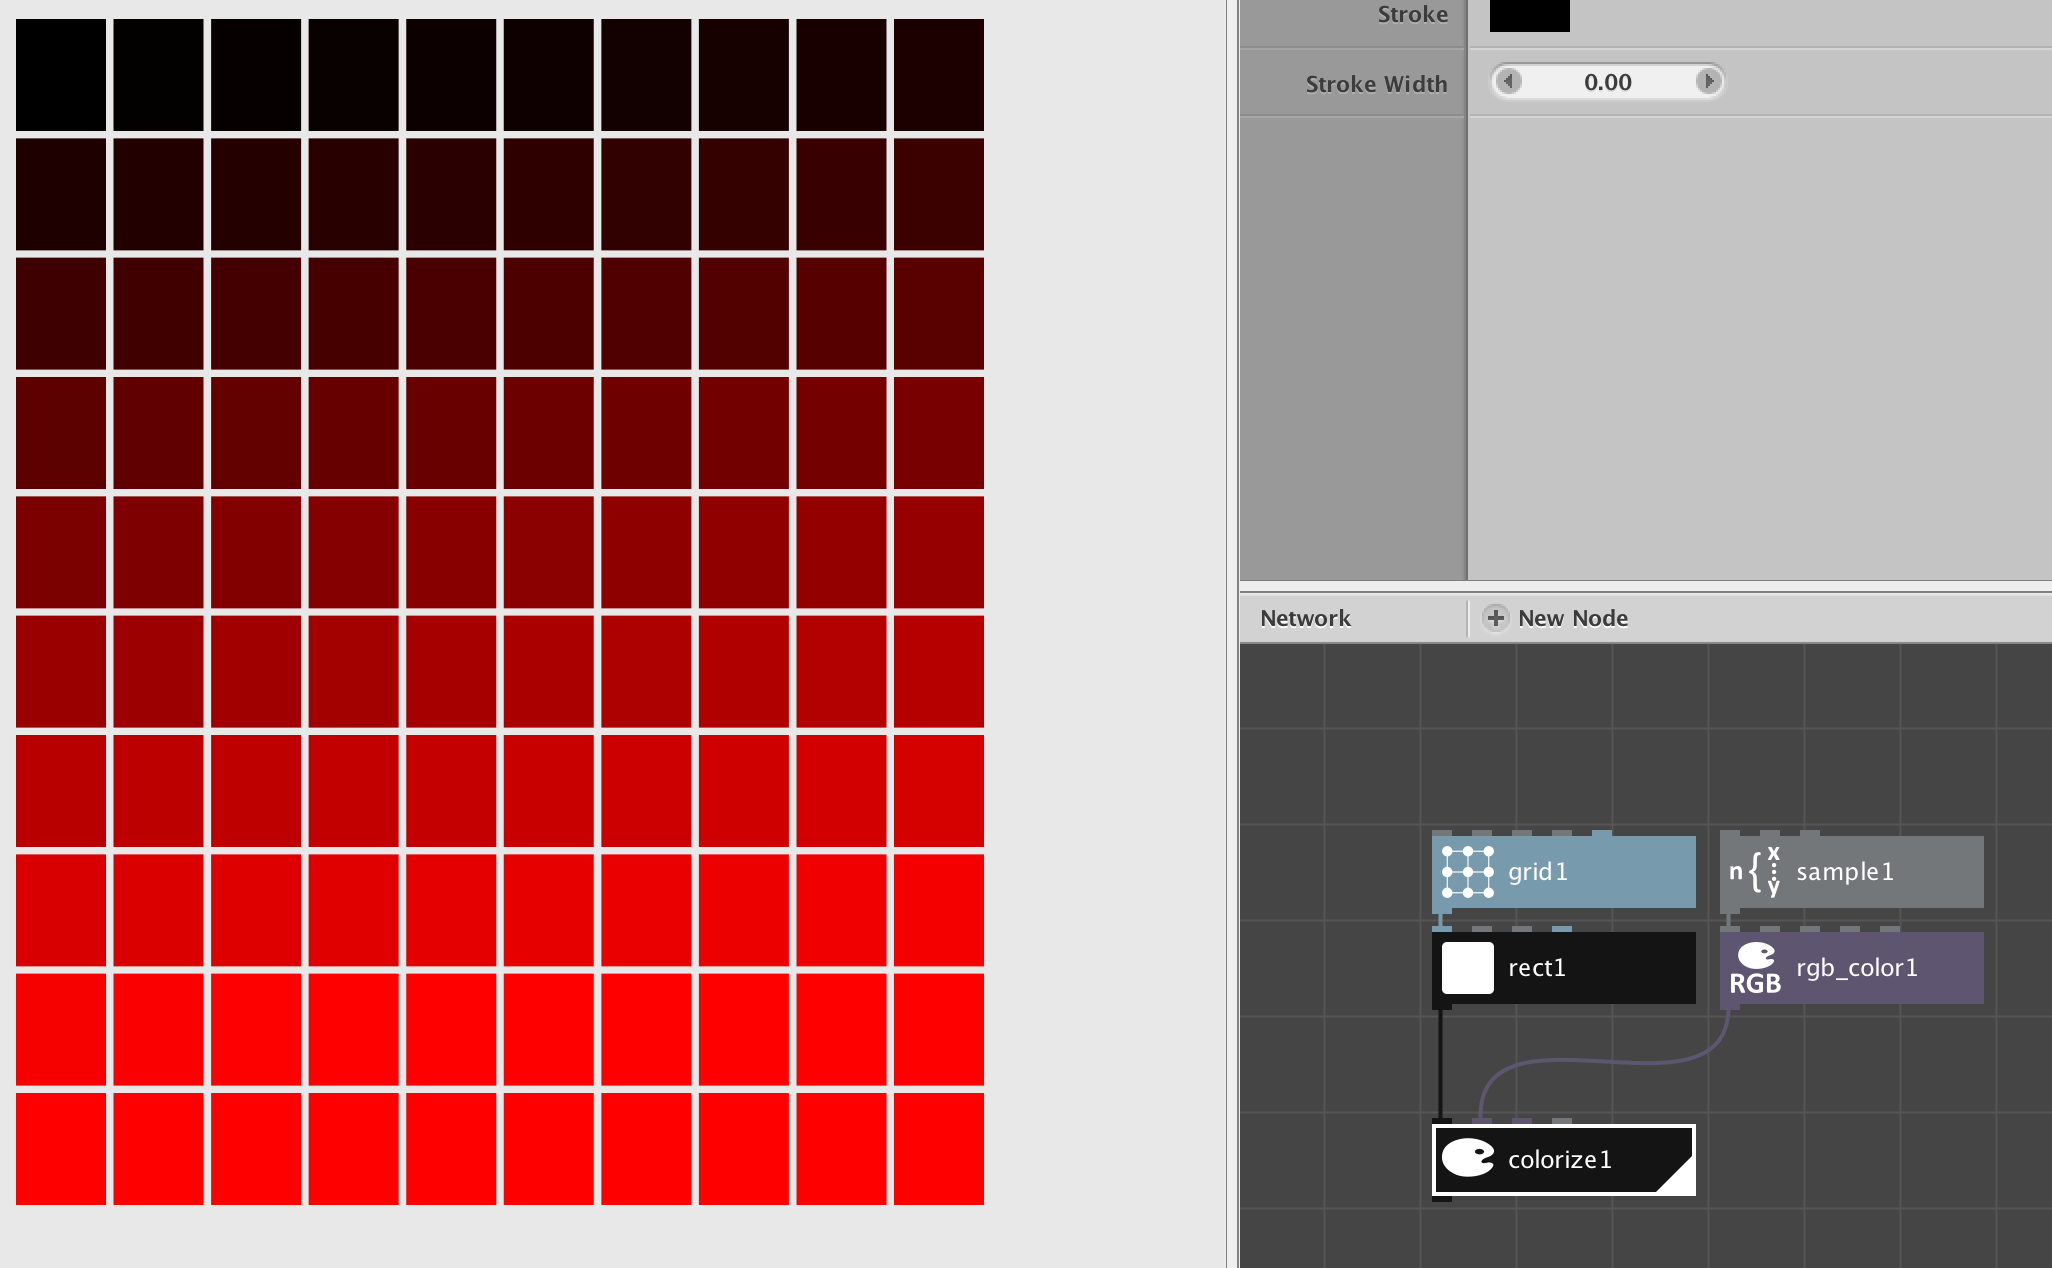 Stroke
Stroke Width
0.00
Network
New Node
grid1
n{x y
sample1
rect1
RGB
rgb_color1
colorize1